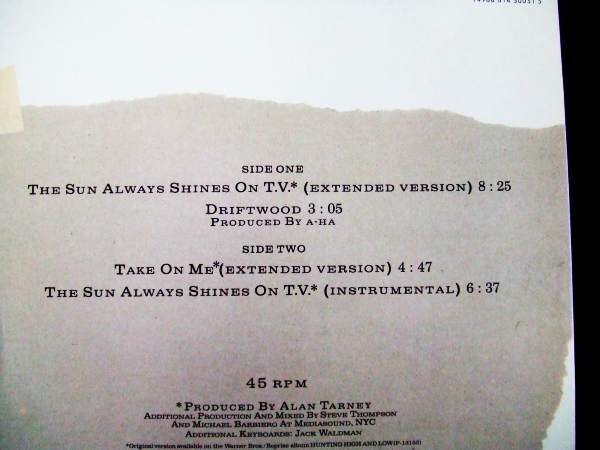 SIDE ONE
THE SUN ALWAYS SHINES ON T.V.* (EXTENDED VERSION) 8:25
DRIFTWOOD 3:05
PRODUCED BY A-HA
SIDE TWO
TAKE ON ME*(EXTENDED VERSION) 4:47
THE SUN ALWAYS SHINES ON T.V.* (INSTRUMENTAL) 6:37
45 RPM
*PRODUCED BY ALAN TARNEY
ADDITIONAL PRODUCTION AND MIXED BY STEVE THOMPSON
AND MICHAEL BARBIERO AT MEDIASOUND, NYC
ADDITIONAL KEYBOARDS: JACK WALDMAN
*Original version available on the Warner Bros./Reprise album HUNTING HIGH AND LOW